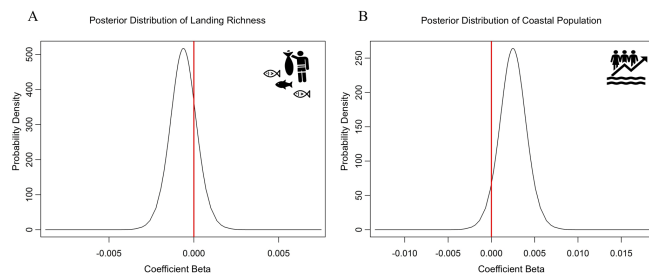 A
Posterior Distribution of Landing Richness
Probability Density
0
100
200
300
400
500
-0.005
0.000
0.005
Coefficient Beta
B
Posterior Distribution of Coastal Population
Probability Density
0
50
100
150
200
250
-0.010
-0.005
0.000
0.005
0.010
0.015
Coefficient Beta